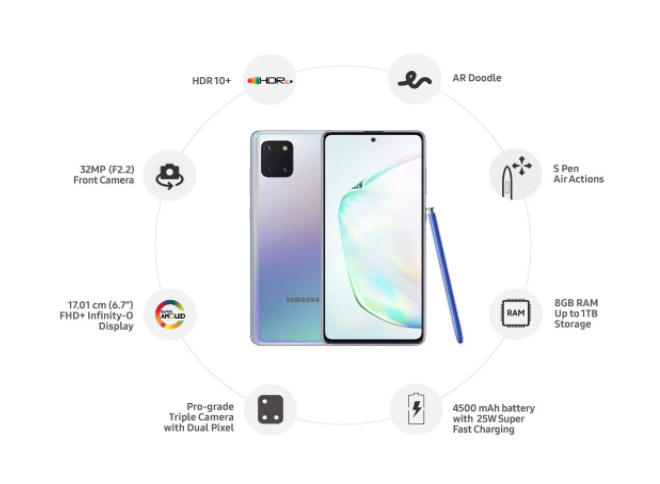 HDR 10+
HDR10+
AR Doodle
32MP (F2.2)
Front Camera
S Pen
Air Actions
SAMSUNG
17.01 cm (6.7")
FHD+ Infinity-O
Display
SUPER
AMOLED
RAM
8GB RAM
Up to 1TB
Storage
Pro-grade
Triple Camera
with Dual Pixel
4500 mAh battery
with 25W Super
Fast Charging